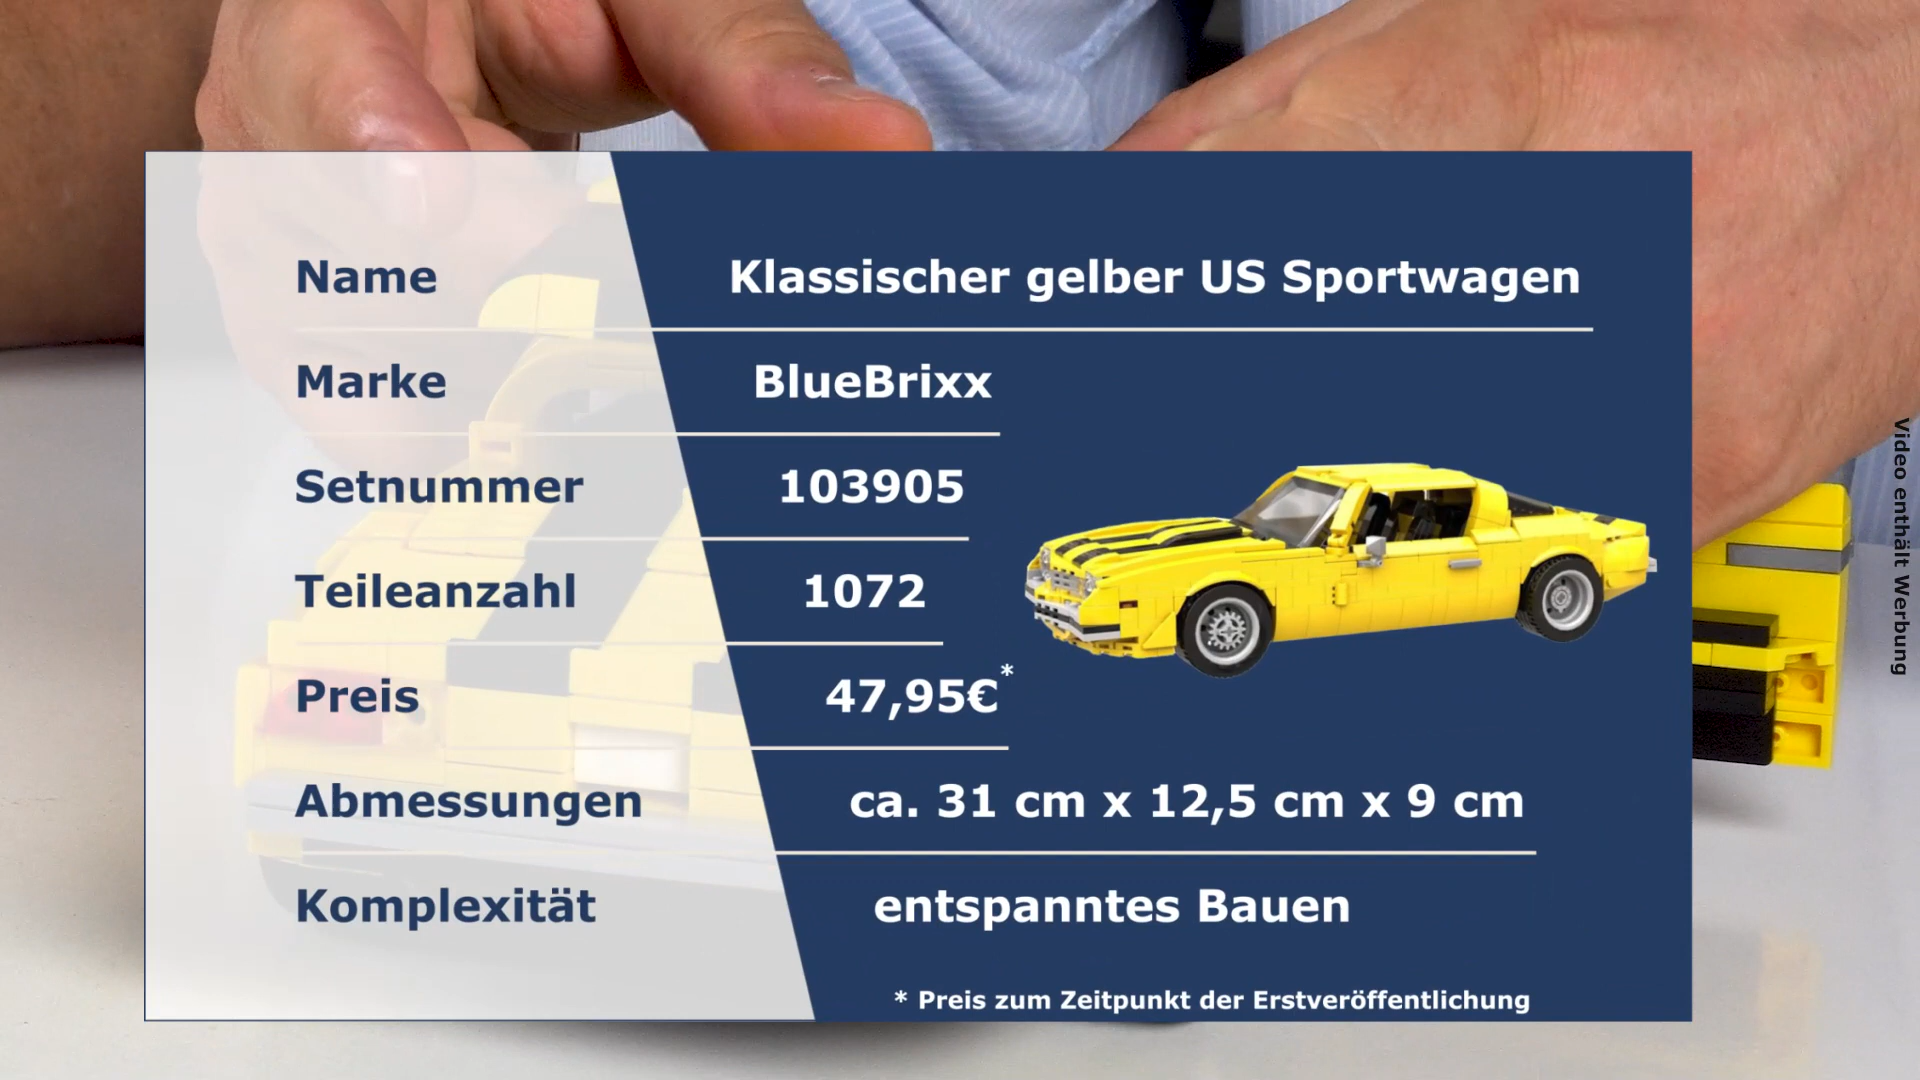 Name Klassischer gelber US Sportwagen
Marke BlueBrixx
Setnummer 103905
Teileanzahl 1072
Preis 47,95€*
Abmessungen ca. 31 cm x 12,5 cm x 9 cm
Komplexität entspanntes Bauen
* Preis zum Zeitpunkt der Erstveröffentlichung
Video enthält Werbung